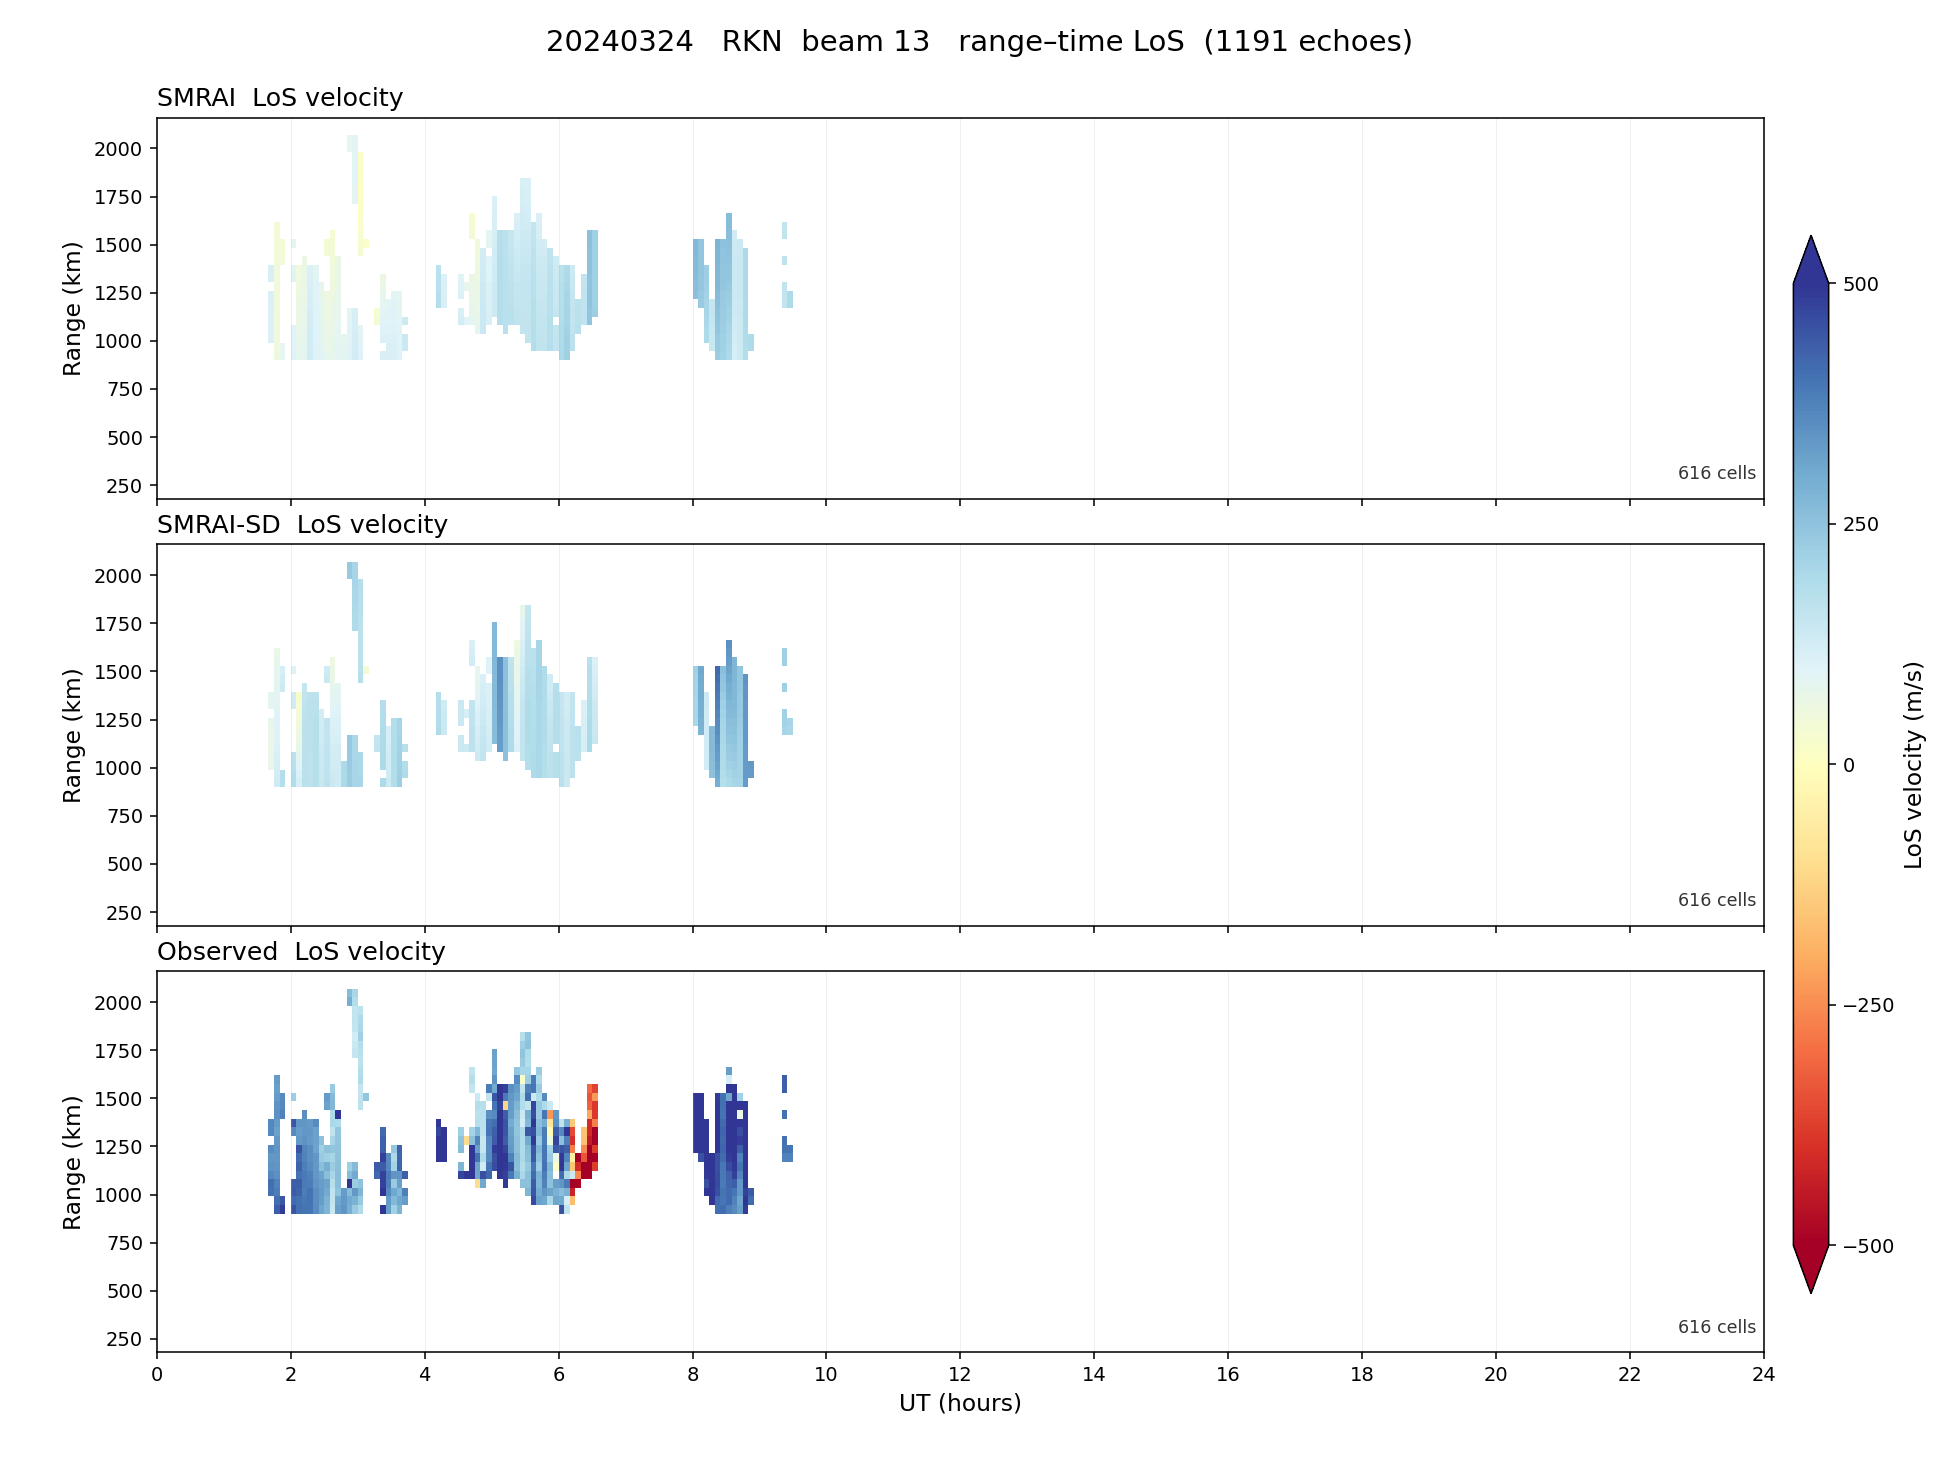 20240324   RKN  beam 13   range–time LoS  (1191 echoes)
SMRAI  LoS velocity
2000
1750
1500
1250
1000
750
500
250
Range (km)
616 cells
SMRAI-SD  LoS velocity
2000
1750
1500
1250
1000
750
500
250
Range (km)
616 cells
Observed  LoS velocity
2000
1750
1500
1250
1000
750
500
250
Range (km)
616 cells
0 2 4 6 8 10 12 14 16 18 20 22 24
UT (hours)
500
250
0
−250
−500
LoS velocity (m/s)